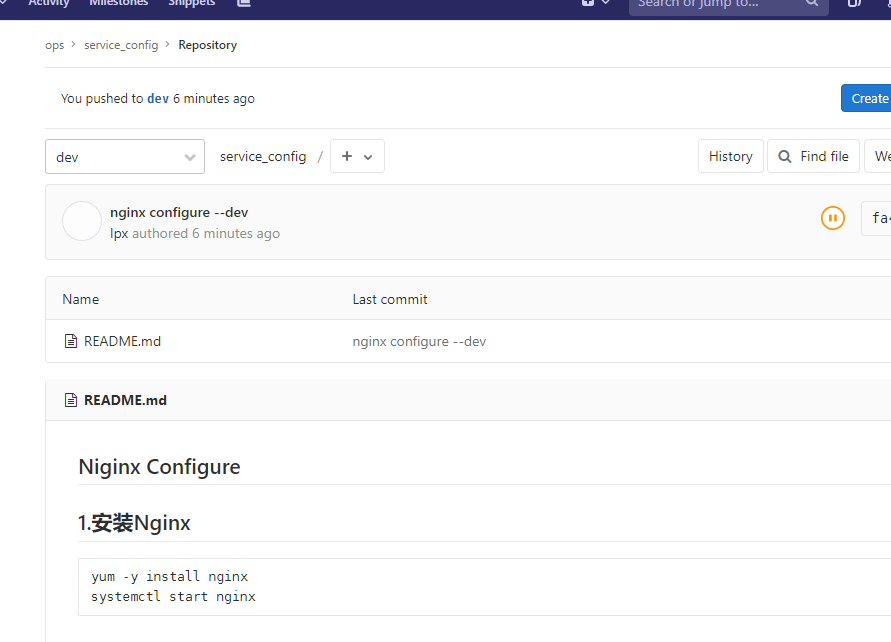 Activity Milestones Snippets
Search or jump to...
ops > service_config > Repository
You pushed to dev 6 minutes ago
Create
dev
service_config / +
History
Find file
We
nginx configure --dev
lpx authored 6 minutes ago
fa4
Name Last commit
README.md nginx configure --dev
README.md
Niginx Configure
1.安装Nginx
yum -y install nginx
systemctl start nginx